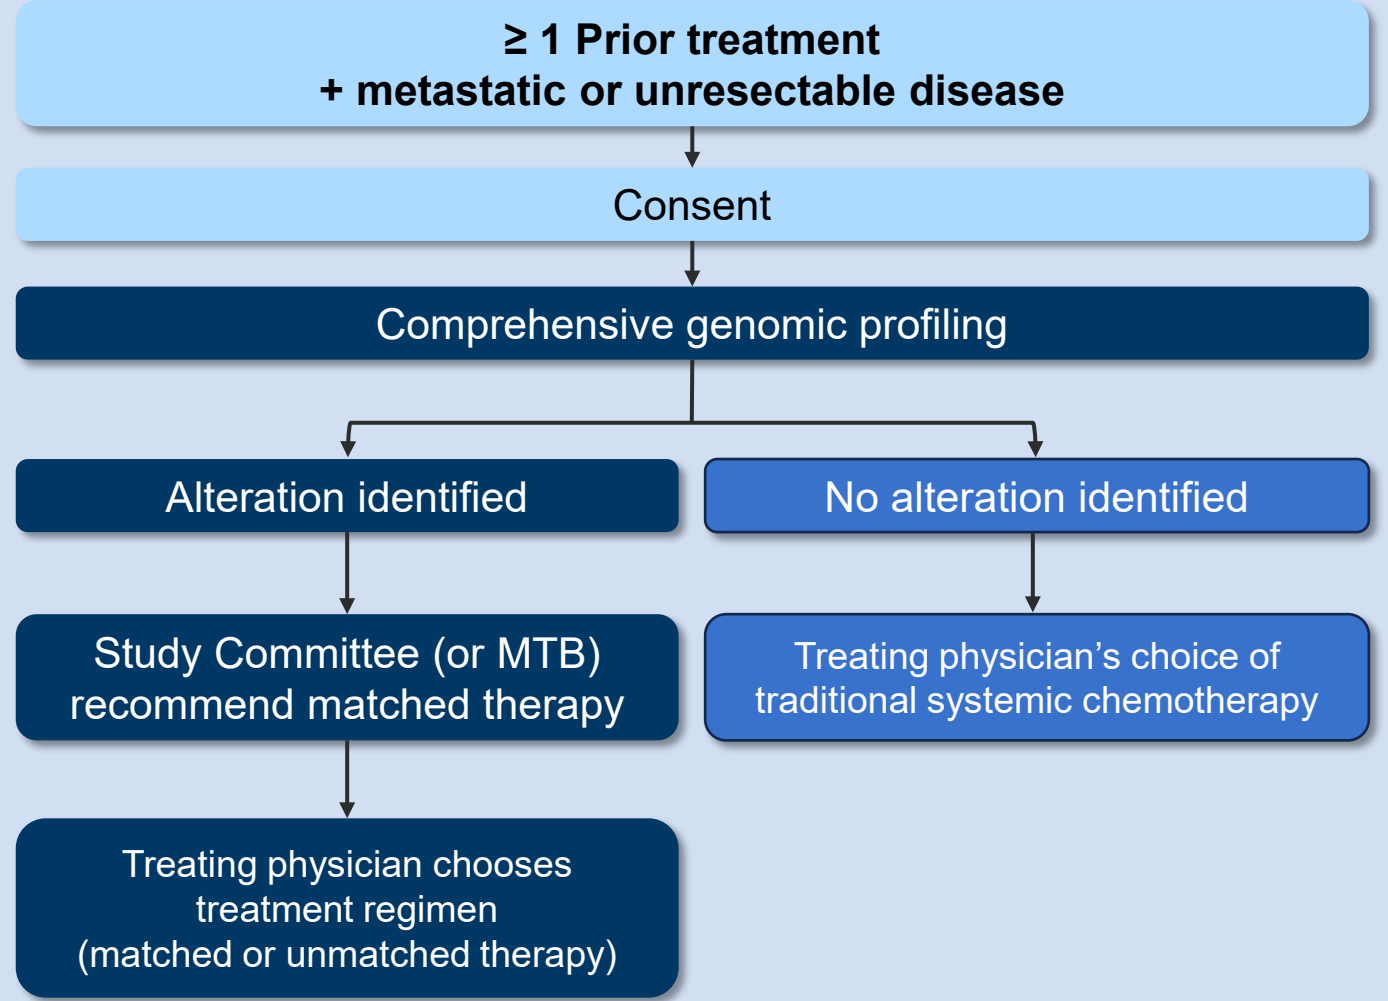 ≥ 1 Prior treatment
+ metastatic or unresectable disease
Consent
Comprehensive genomic profiling
Alteration identified
No alteration identified
Study Committee (or MTB)
recommend matched therapy
Treating physician’s choice of
traditional systemic chemotherapy
Treating physician chooses
treatment regimen
(matched or unmatched therapy)